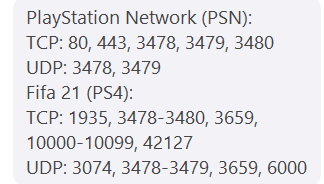 PlayStation Network (PSN):
TCP: 80, 443, 3478, 3479, 3480
UDP: 3478, 3479
Fifa 21 (PS4):
TCP: 1935, 3478-3480, 3659,
10000-10099, 42127
UDP: 3074, 3478-3479, 3659, 6000